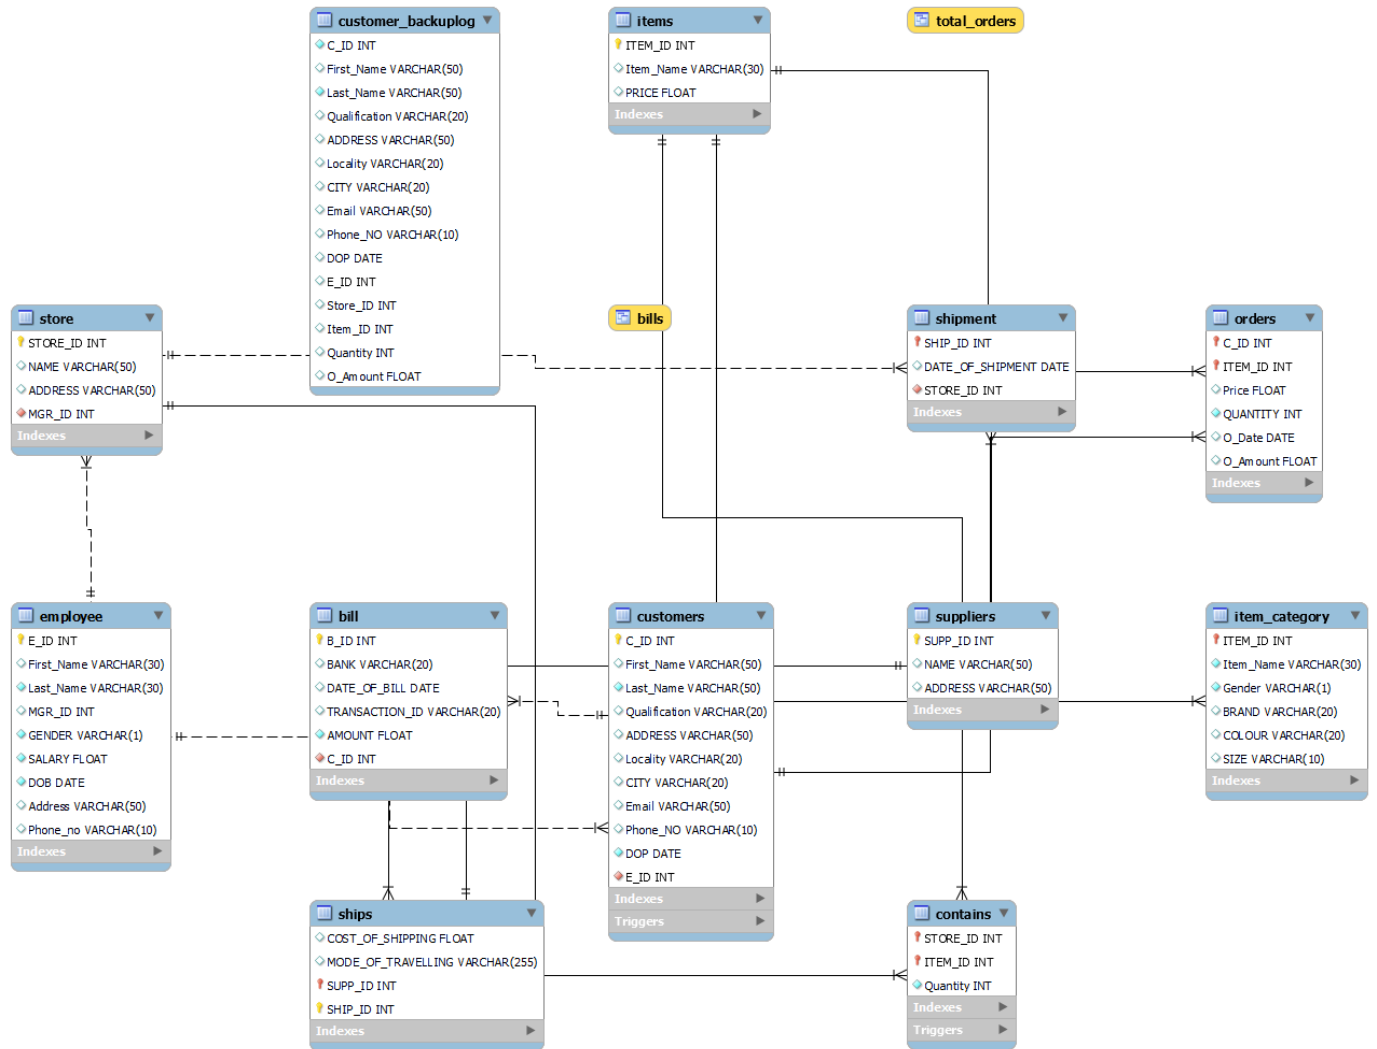 customer_backuplog
C_ID INT
First_Name VARCHAR(50)
Last_Name VARCHAR(50)
Qualification VARCHAR(20)
ADDRESS VARCHAR(50)
Locality VARCHAR(20)
CITY VARCHAR(20)
Email VARCHAR(50)
Phone_NO VARCHAR(10)
DOP DATE
E_ID INT
Store_ID INT
Item_ID INT
Quantity INT
O_Amount FLOAT
items
ITEM_ID INT
Item_Name VARCHAR(30)
PRICE FLOAT
Indexes
total_orders
store
STORE_ID INT
NAME VARCHAR(50)
ADDRESS VARCHAR(50)
MGR_ID INT
Indexes
bills
shipment
SHIP_ID INT
DATE_OF_SHIPMENT DATE
STORE_ID INT
Indexes
orders
C_ID INT
ITEM_ID INT
Price FLOAT
QUANTITY INT
O_Date DATE
O_Amount FLOAT
Indexes
employee
E_ID INT
First_Name VARCHAR(30)
Last_Name VARCHAR(30)
MGR_ID INT
GENDER VARCHAR(1)
SALARY FLOAT
DOB DATE
Address VARCHAR(50)
Phone_no VARCHAR(10)
Indexes
bill
B_ID INT
BANK VARCHAR(20)
DATE_OF_BILL DATE
TRANSACTION_ID VARCHAR(20)
AMOUNT FLOAT
C_ID INT
Indexes
customers
C_ID INT
First_Name VARCHAR(50)
Last_Name VARCHAR(50)
Qualification VARCHAR(20)
ADDRESS VARCHAR(50)
Locality VARCHAR(20)
CITY VARCHAR(20)
Email VARCHAR(50)
Phone_NO VARCHAR(10)
DOP DATE
E_ID INT
Indexes
Triggers
suppliers
SUPP_ID INT
NAME VARCHAR(50)
ADDRESS VARCHAR(50)
Indexes
item_category
ITEM_ID INT
Item_Name VARCHAR(30)
Gender VARCHAR(1)
BRAND VARCHAR(20)
COLOUR VARCHAR(20)
SIZE VARCHAR(10)
Indexes
ships
COST_OF_SHIPPING FLOAT
MODE_OF_TRAVELLING VARCHAR(255)
SUPP_ID INT
SHIP_ID INT
Indexes
contains
STORE_ID INT
ITEM_ID INT
Quantity INT
Indexes
Triggers